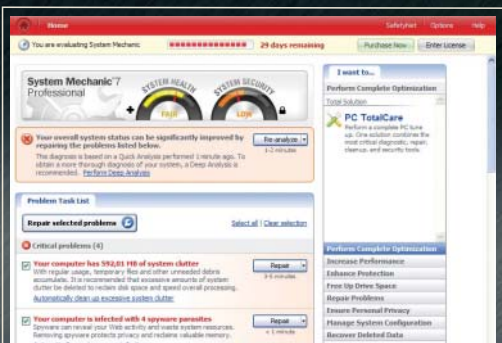 Home
SafetyNet Options Help
You are evaluating System Mechanic
29 days remaining
Purchase Now
Enter License
System Mechanic 7
Professional
SYSTEM HEALTH
FAIR
SYSTEM SECURITY
LOW
Your overall system status can be significantly improved by
repairing the problems listed below.
This diagnosis is based on a Quick Analysis performed 1 minute ago. To
obtain a more thorough diagnosis of your system, a Deep Analysis is
recommended. Perform Deep Analysis
Re-analyze
1-2 minutes
Problem Task List
Repair selected problems
Select all | Clear selection
Critical problems (4)
Your computer has 592,01 MB of system clutter
With regular usage, temporary files and other unneeded debris
accumulate. It is recommended that excessive amounts of system
clutter be deleted to reclaim disk space and speed overall processing.
Automatically clean up excessive system clutter
Repair
3-5 minutes
Your computer is infected with 4 spyware parasites
Spyware can reveal your Web activity and waste system resources.
Removing spyware protects privacy and reclaims valuable memory.
Repair
< 1 minute
I want to...
Perform Complete Optimization
Total Solution
PC TotalCare
Perform a complete PC tune
up. One solution combines the
most critical diagnostic, repair,
cleanup, and security tools.
Perform Complete Optimization
Increase Performance
Enhance Protection
Free Up Drive Space
Repair Problems
Ensure Personal Privacy
Manage System Configuration
Recover Deleted Data